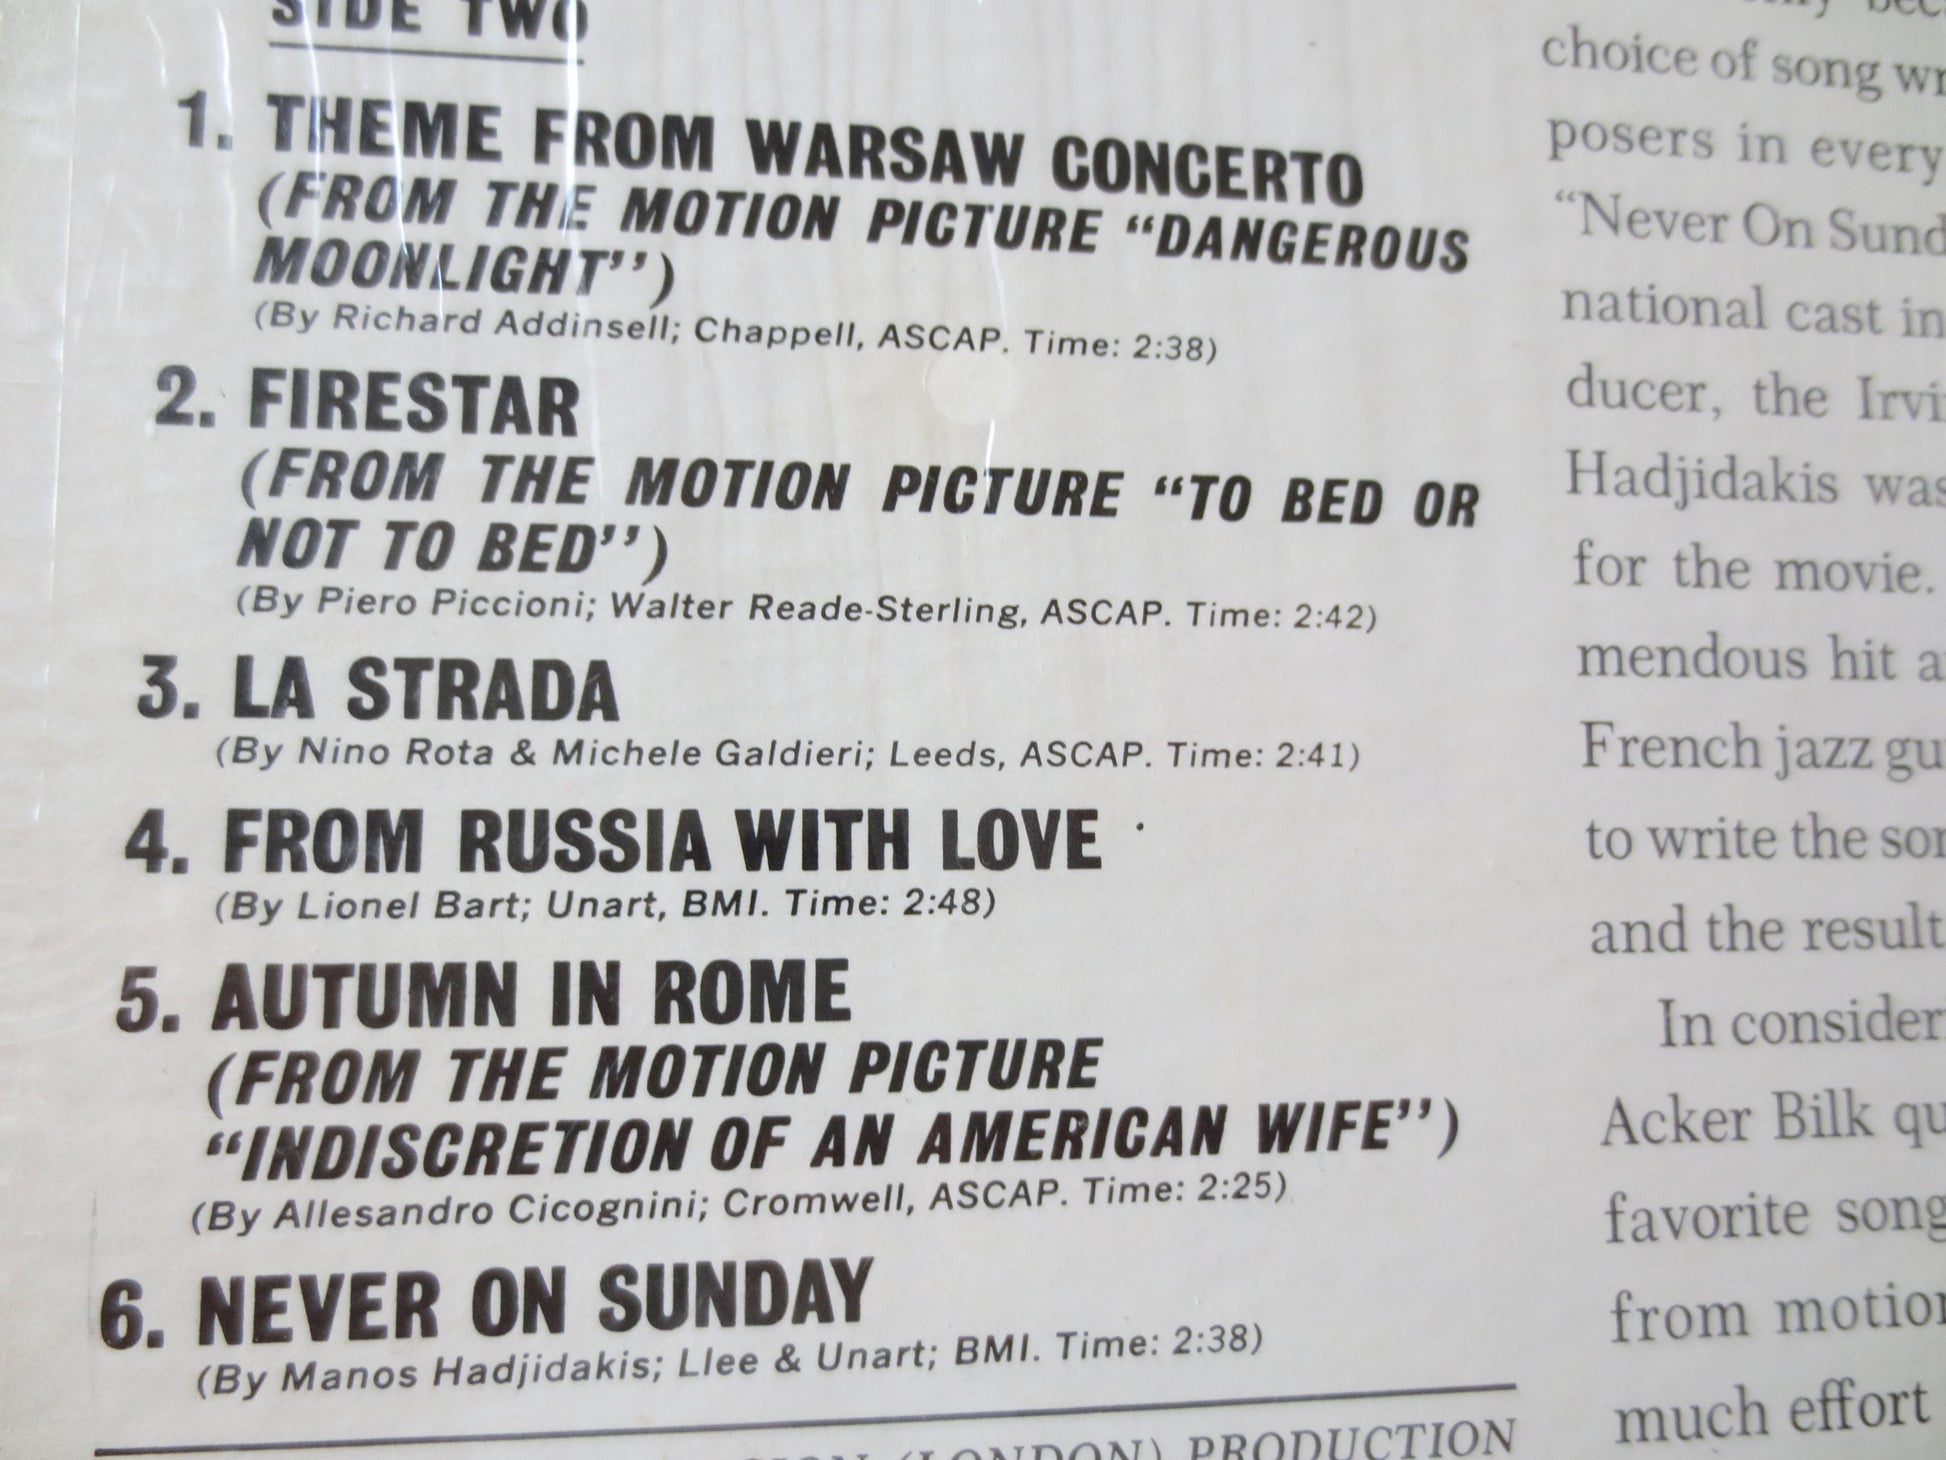 SIDE TWO
1. THEME FROM WARSAW CONCERTO
(FROM THE MOTION PICTURE “DANGEROUS
MOONLIGHT’’)
(By Richard Addinsell; Chappell, ASCAP. Time: 2:38)
2. FIRESTAR
(FROM THE MOTION PICTURE “TO BED OR
NOT TO BED’’)
(By Piero Piccioni; Walter Reade-Sterling, ASCAP. Time: 2:42)
3. LA STRADA
(By Nino Rota & Michele Galdieri; Leeds, ASCAP. Time: 2:41)
4. FROM RUSSIA WITH LOVE
(By Lionel Bart; Unart, BMI. Time: 2:48)
5. AUTUMN IN ROME
(FROM THE MOTION PICTURE
“INDISCRETION OF AN AMERICAN WIFE’’)
(By Allesandro Cicognini; Cromwell, ASCAP. Time: 2:25)
6. NEVER ON SUNDAY
(By Manos Hadjidakis; Llee & Unart; BMI. Time: 2:38)
(LONDON) PRODUCTION
choice of song
posers in every
“Never On
national cast in
ducer, the
Hadjidakis was
for the movie.
mendous hit
French jazz
to write the
and the result
In
Acker Bilk
favorite
from
much effort